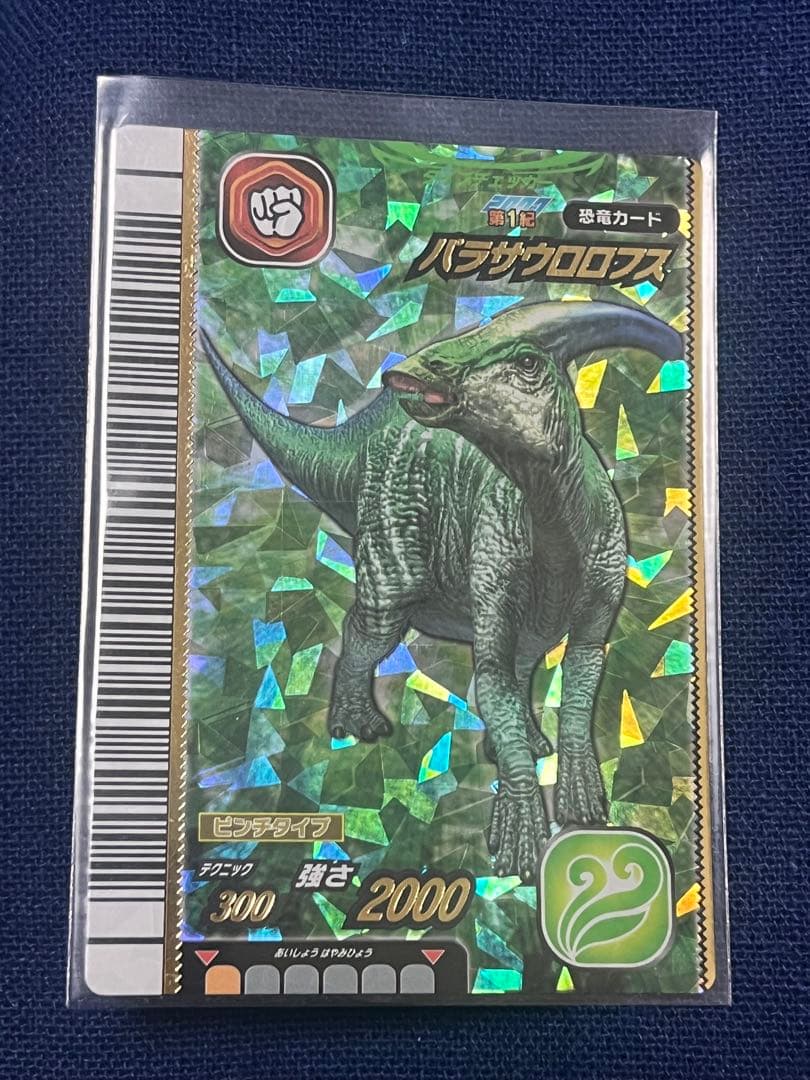 第1紀
恐竜カード
パラサウロロフス
ピンチタイプ
テクニック
300
強さ
2000
あいしょう はやみひょう